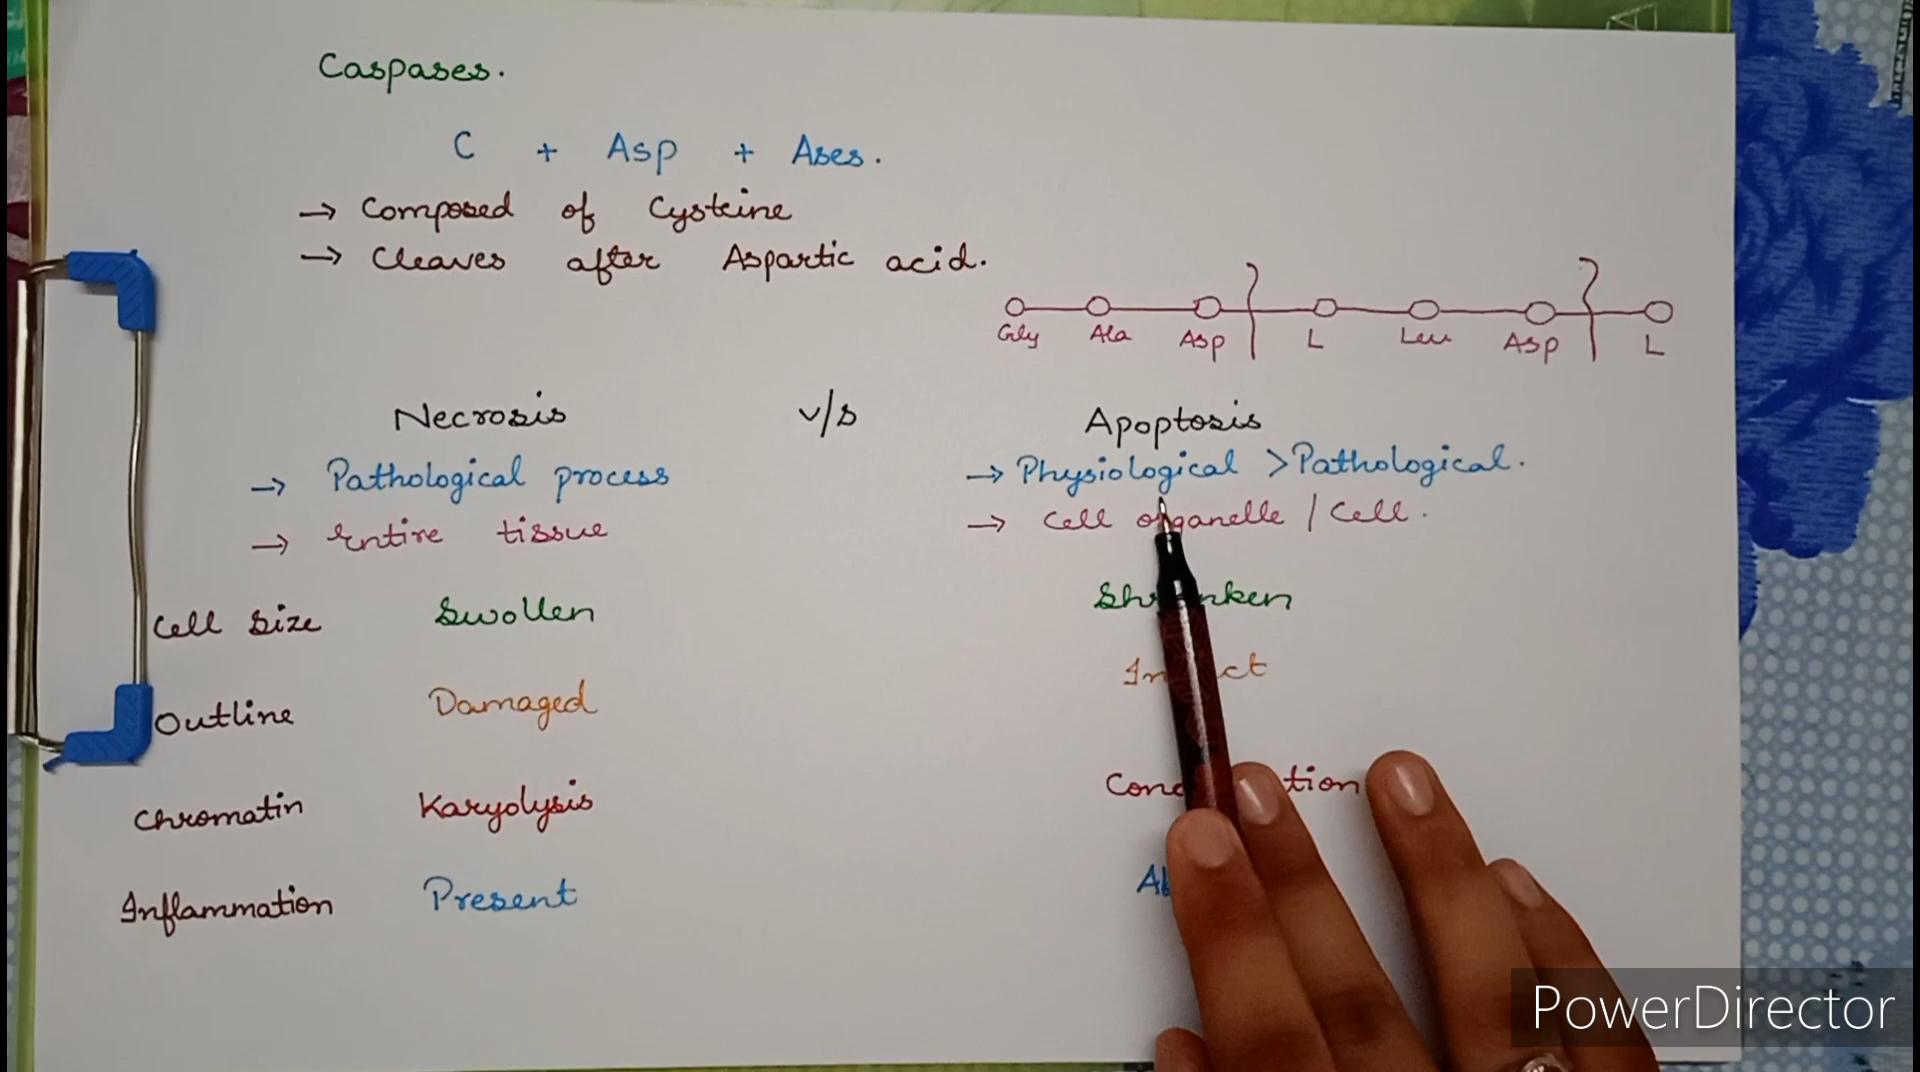 Caspases.
C + Asp + Ases.
→ Composed of Cysteine
→ Cleaves after Aspartic acid.
Gly Ala Asp L Leu Asp L
Necrosis v/s Apoptosis
→ Pathological process → Physiological > Pathological.
→ Entire tissue → Cell organelle / Cell.
Cell size Swollen
Outline Damaged
Chromatin Karyolysis
Inflammation Present
PowerDirector